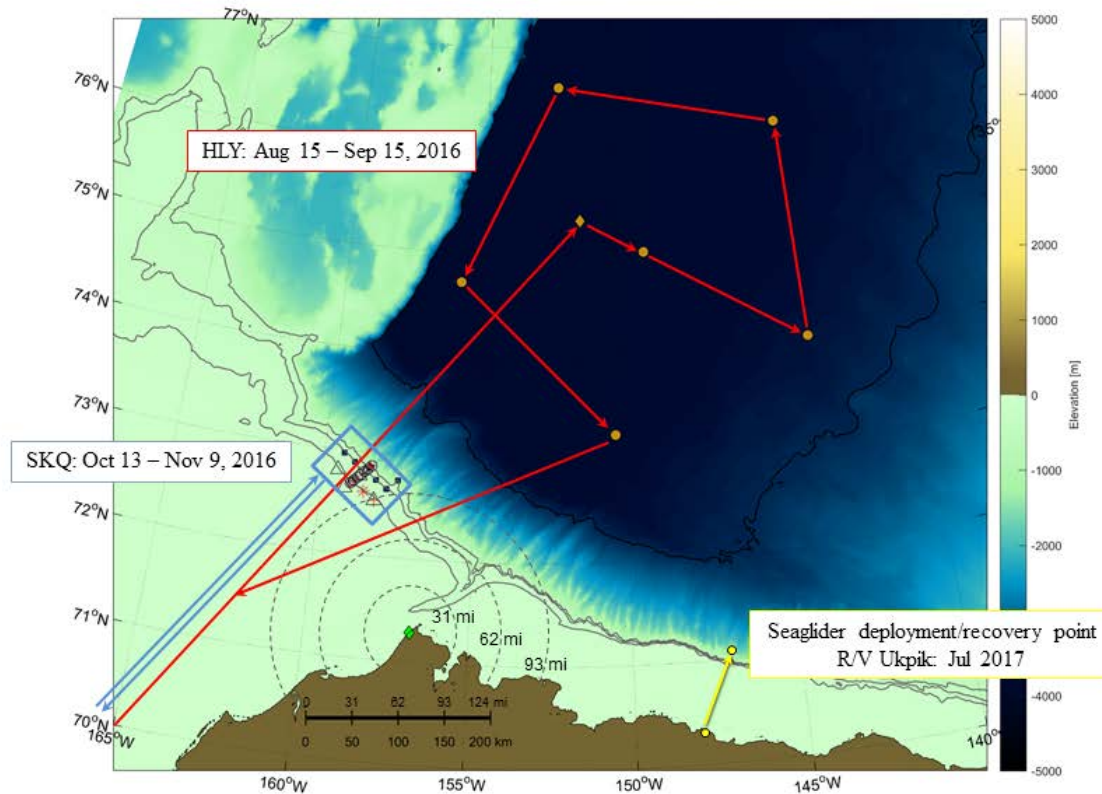 77°N
76°N
75°N
74°N
73°N
72°N
71°N
70°N
165°W
160°W
155°W
150°W
145°W
140°
HLY: Aug 15 – Sep 15, 2016
SKQ: Oct 13 – Nov 9, 2016
31 mi
62 mi
93 mi
0 31 62 93 124 mi
0 50 100 150 200 km
Seaglider deployment/recovery point
R/V Ukpik: Jul 2017
5000
4000
3000
2000
1000
0
-1000
-2000
-4000
-5000
Elevation [m]